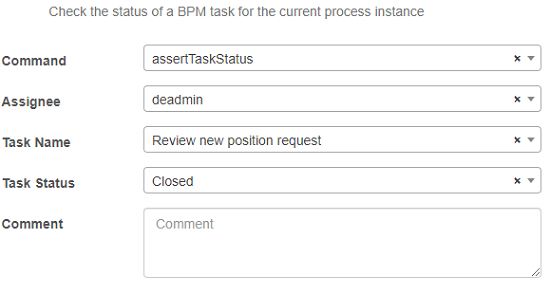 Check the status of a BPM task for the current process instance
Command assertTaskStatus × 
Assignee deadmin ×
Task Name Review new position request ×
Task Status Closed ×
Comment Comment